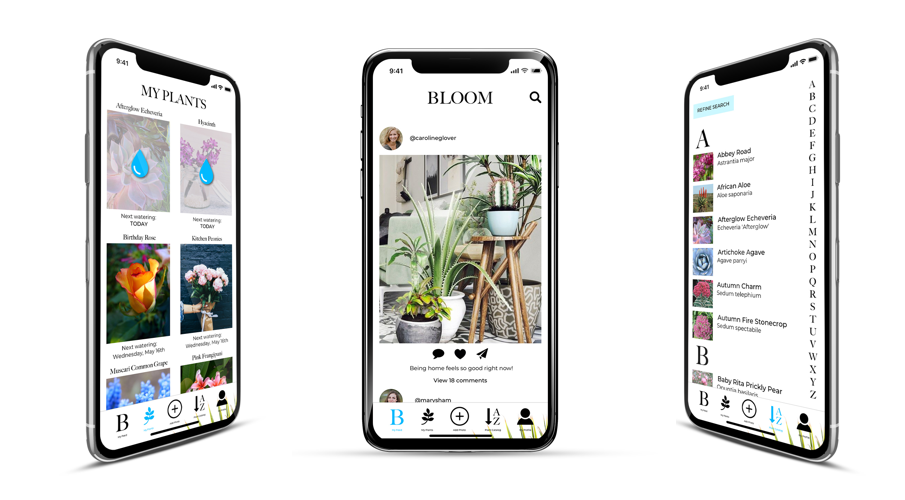 9:41
MY PLANTS
Afterglow Echeveria
Hyacinth
Next watering:
TODAY
Next watering:
TODAY
Birthday Rose
Kitchen Peonies
Next watering:
Wednesday, May 16th
Next watering:
Wednesday, May 16th
Muscari Common Grape
Pink Frangipani
B
A
Z
9:41
BLOOM
@carolineglover
Being home feels so good right now!
View 18 comments
@marysham
B
A
Z
9:41
REFINE SEARCH
A
Abbey Road
Astrantia major
African Aloe
Aloe saponaria
Afterglow Echeveria
Echeveria 'Afterglow'
Artichoke Agave
Agave parryi
Autumn Charm
Sedum telephium
Autumn Fire Stonecrop
Sedum spectabile
B
Baby Rita Prickly Pear
Opuntia basilaris
A
B
C
D
E
F
G
H
I
J
K
L
M
N
O
P
Q
R
S
T
U
V
W
X
Y
Z
B
A
Z